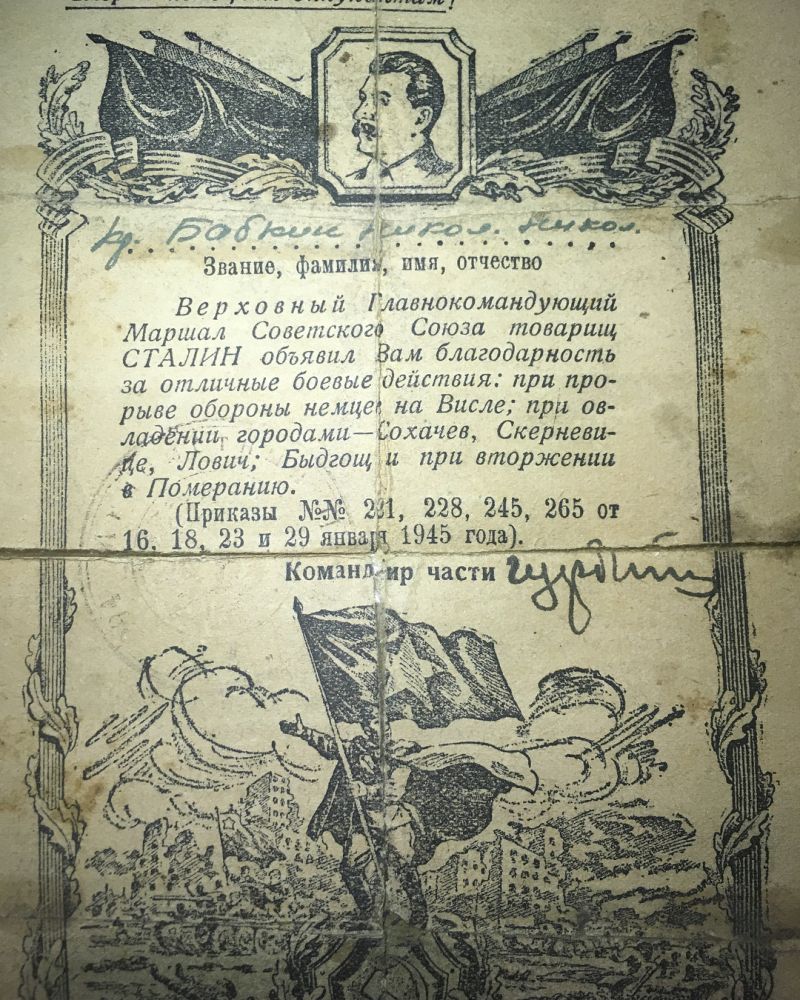 кр. Бабкин Никол. Никол.
Звание, фамилия, имя, отчество
Верховный Главнокомандующий
Маршал Советского Союза товарищ
СТАЛИН объявил Вам благодарность
за отличные боевые действия: при про-
рыве обороны немцев на Висле; при ов-
ладении городами—Сохачев, Скерневи-
це, Лович; Быдгощ и при вторжении
в Померанию.
(Приказы №№ 221, 228, 245, 265 от
16, 18, 23 и 29 января 1945 года).
Командир части